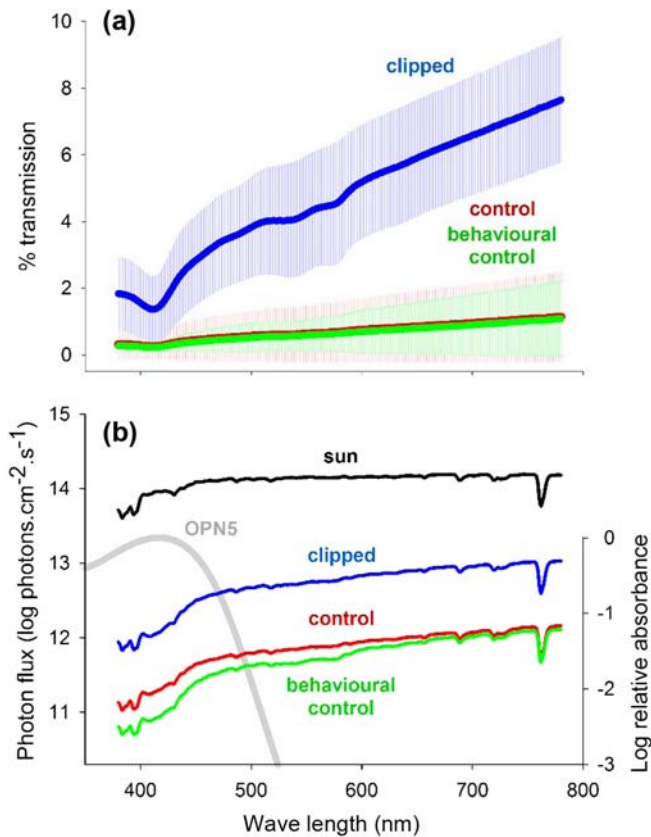 (a)
clipped
control
behavioural
control
% transmission
10
8
6
4
2
0
(b)
sun
OPN5
clipped
control
behavioural
control
Photon flux (log photons.cm-2.s-1)
15
14
13
12
11
0
-1
-2
-3
Log relative absorbance
400 500 600 700 800
Wave length (nm)